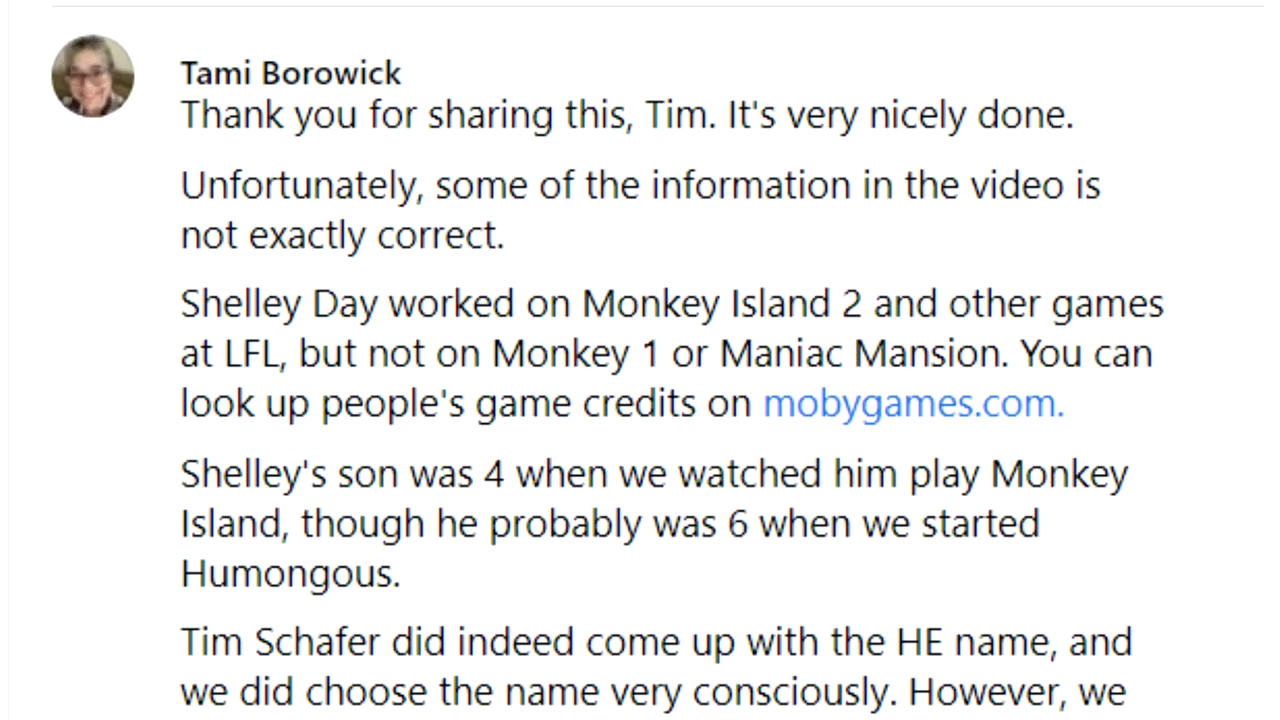 Tami Borowick
Thank you for sharing this, Tim. It's very nicely done.
Unfortunately, some of the information in the video is
not exactly correct.
Shelley Day worked on Monkey Island 2 and other games
at LFL, but not on Monkey 1 or Maniac Mansion. You can
look up people's game credits on mobygames.com.
Shelley's son was 4 when we watched him play Monkey
Island, though he probably was 6 when we started
Humongous.
Tim Schafer did indeed come up with the HE name, and
we did choose the name very consciously. However, we